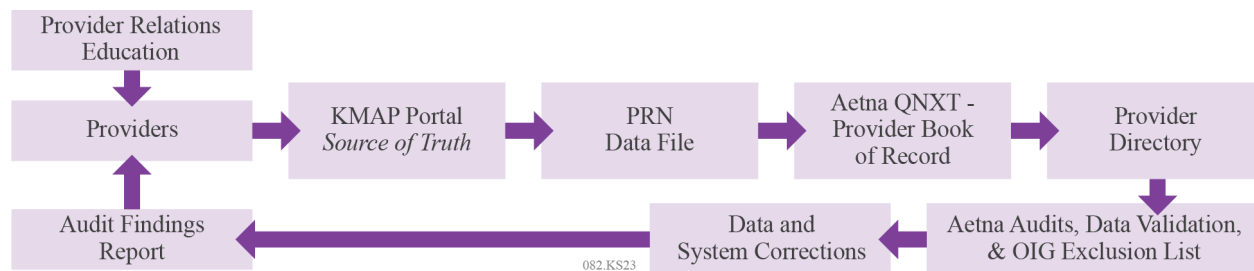 Provider Relations
Education
Providers
KMAP Portal
Source of Truth
PRN
Data File
Aetna QNXT -
Provider Book
of Record
Provider
Directory
Aetna Audits, Data Validation,
& OIG Exclusion List
Data and
System Corrections
Audit Findings
Report
082.KS23